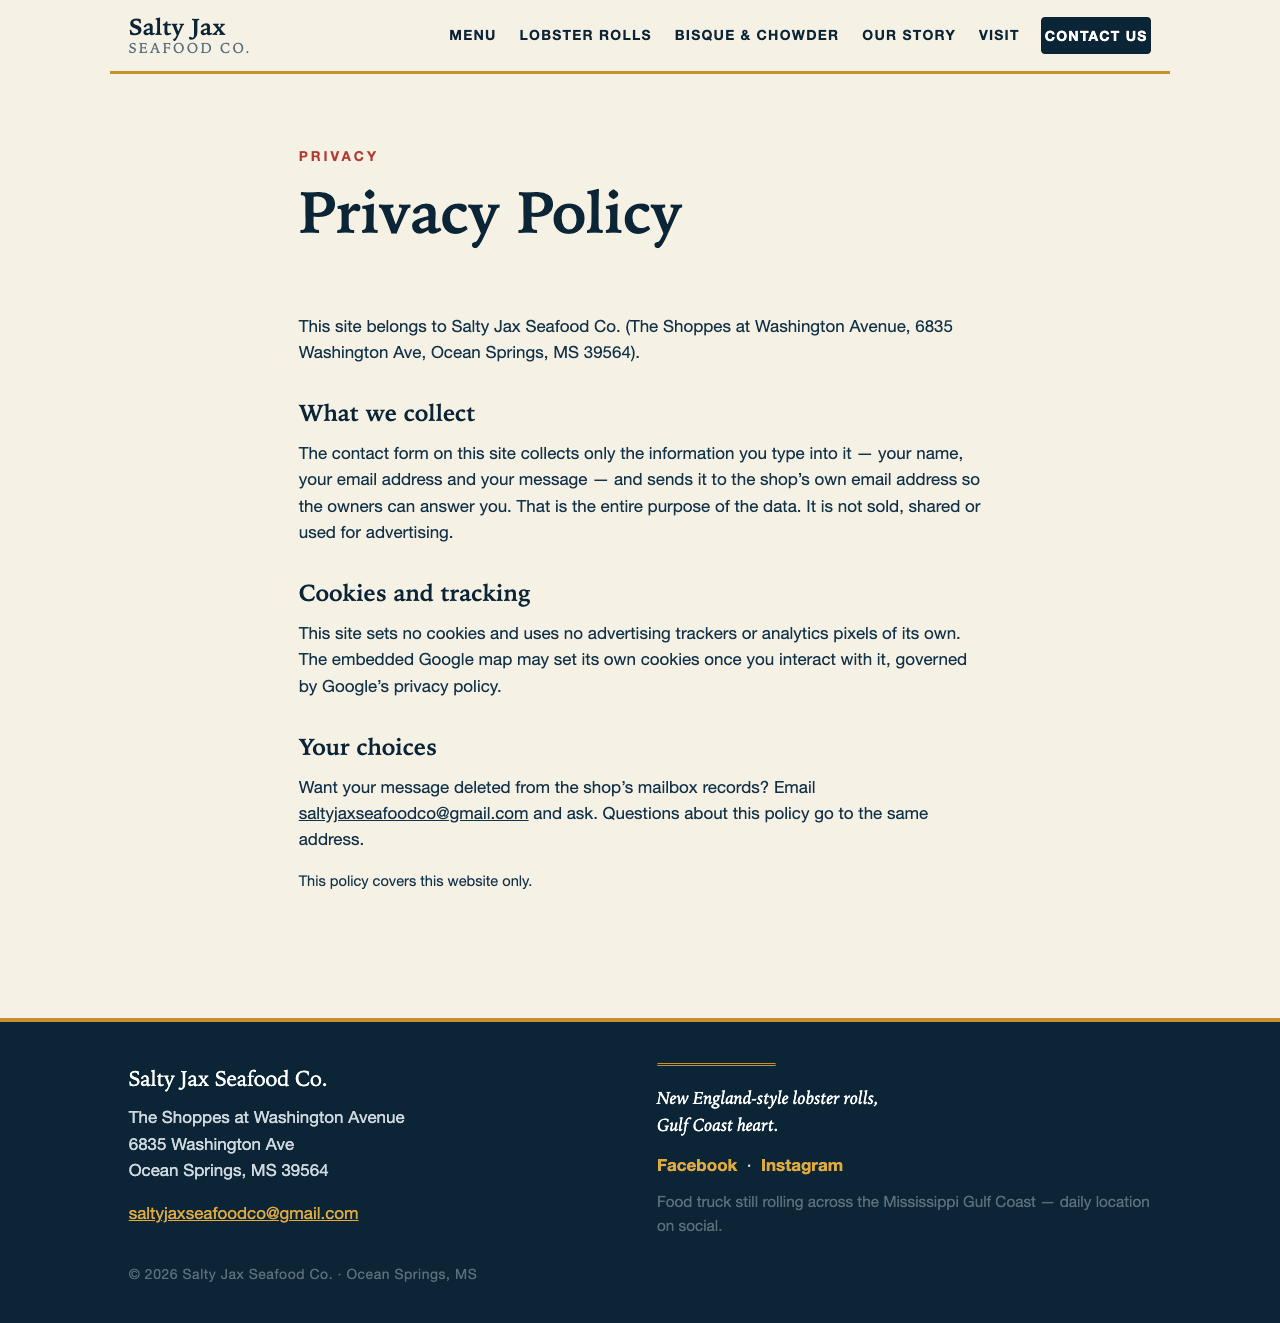 Salty Jax
SEAFOOD CO.
MENU LOBSTER ROLLS BISQUE & CHOWDER OUR STORY VISIT CONTACT US
PRIVACY
Privacy Policy
This site belongs to Salty Jax Seafood Co. (The Shoppes at Washington Avenue, 6835
Washington Ave, Ocean Springs, MS 39564).
What we collect
The contact form on this site collects only the information you type into it — your name,
your email address and your message — and sends it to the shop’s own email address so
the owners can answer you. That is the entire purpose of the data. It is not sold, shared or
used for advertising.
Cookies and tracking
This site sets no cookies and uses no advertising trackers or analytics pixels of its own.
The embedded Google map may set its own cookies once you interact with it, governed
by Google’s privacy policy.
Your choices
Want your message deleted from the shop’s mailbox records? Email
saltyjaxseafoodco@gmail.com and ask. Questions about this policy go to the same
address.
This policy covers this website only.
Salty Jax Seafood Co.
The Shoppes at Washington Avenue
6835 Washington Ave
Ocean Springs, MS 39564
saltyjaxseafoodco@gmail.com
New England-style lobster rolls,
Gulf Coast heart.
Facebook · Instagram
Food truck still rolling across the Mississippi Gulf Coast — daily location
on social.
© 2026 Salty Jax Seafood Co. · Ocean Springs, MS